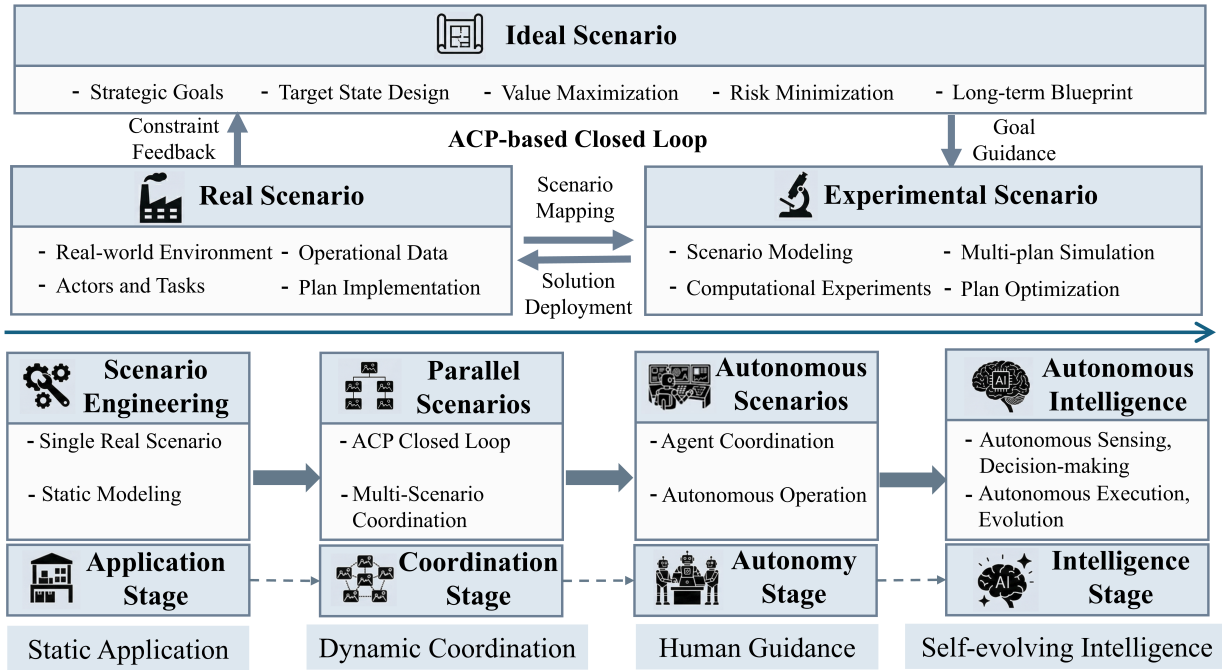 Ideal Scenario
- Strategic Goals - Target State Design - Value Maximization - Risk Minimization - Long-term Blueprint
Constraint
Feedback
ACP-based Closed Loop
Goal
Guidance
Real Scenario
- Real-world Environment - Operational Data
- Actors and Tasks - Plan Implementation
Scenario
Mapping
Solution
Deployment
Experimental Scenario
- Scenario Modeling - Multi-plan Simulation
- Computational Experiments - Plan Optimization
Scenario
Engineering
- Single Real Scenario
- Static Modeling
Application
Stage
Static Application
Parallel
Scenarios
- ACP Closed Loop
- Multi-Scenario
Coordination
Coordination
Stage
Dynamic Coordination
Autonomous
Scenarios
- Agent Coordination
- Autonomous Operation
Autonomy
Stage
Human Guidance
AI
Autonomous
Intelligence
- Autonomous Sensing,
Decision-making
- Autonomous Execution,
Evolution
AI
Intelligence
Stage
Self-evolving Intelligence